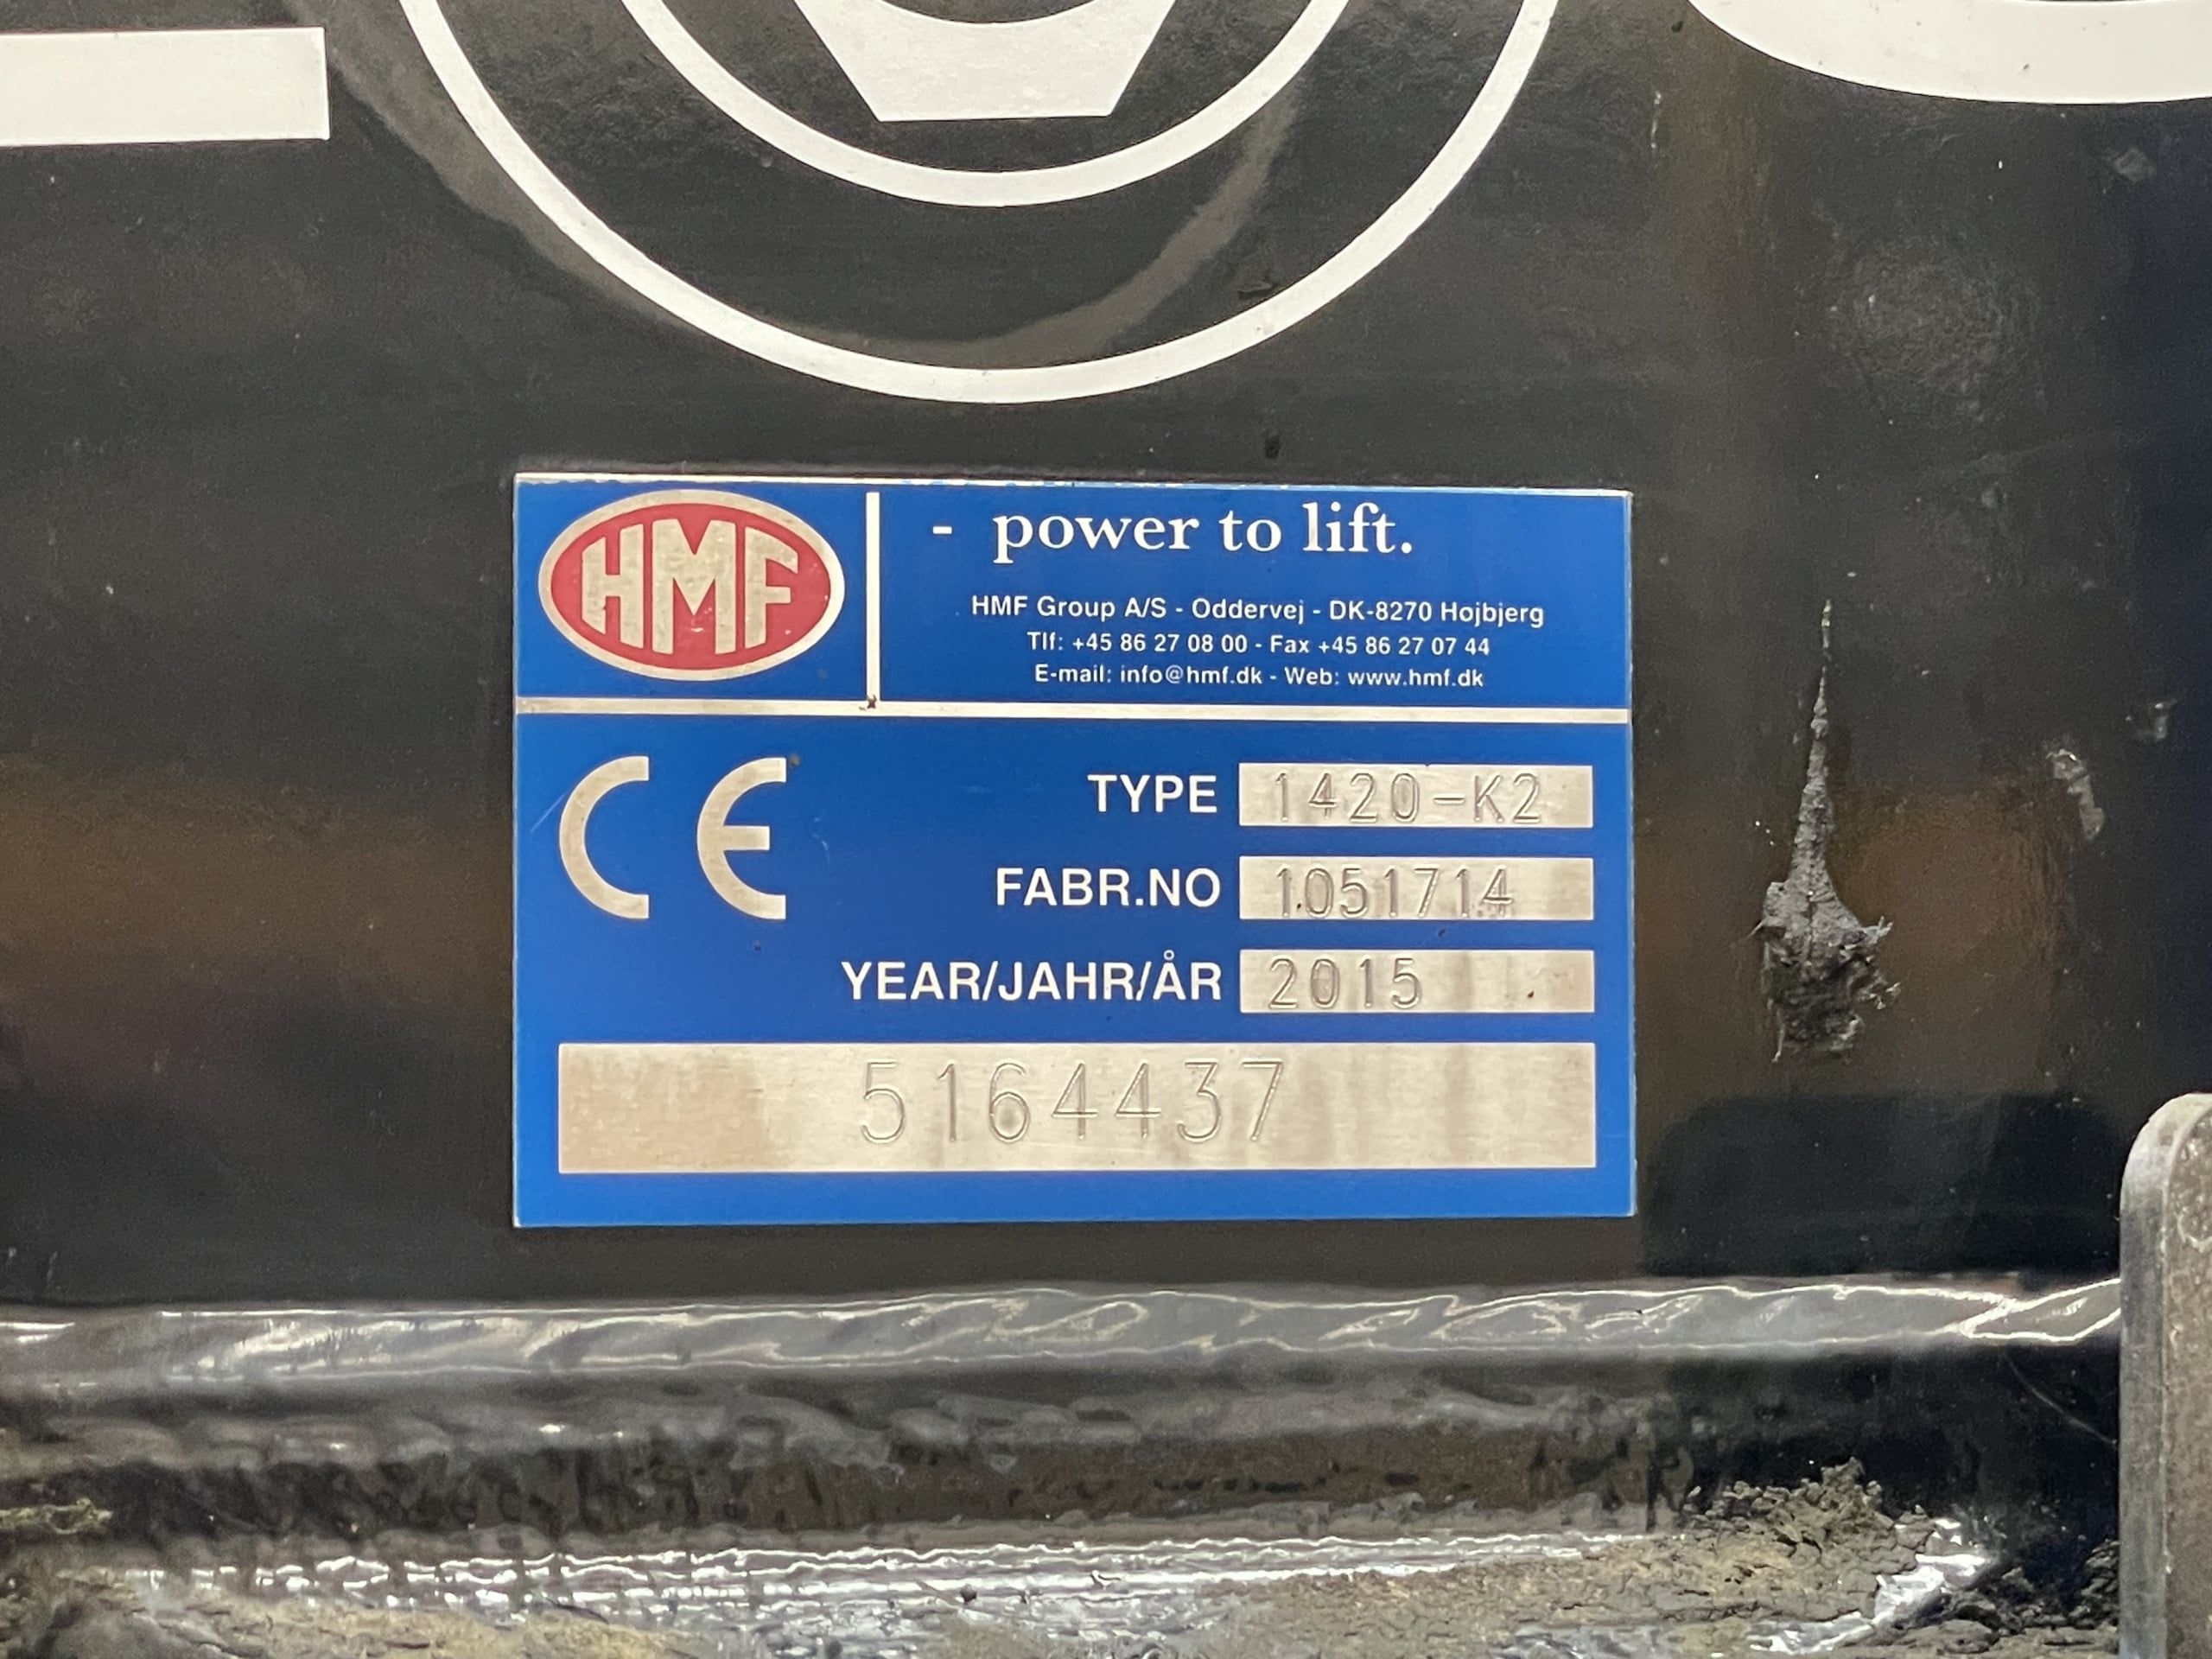 HMF
- power to lift.
HMF Group A/S - Oddervej - DK-8270 Hojbjerg
Tlf: +45 86 27 08 00 - Fax +45 86 27 07 44
E-mail: info@hmf.dk - Web: www.hmf.dk
CE
TYPE 1420-K2
FABR.NO 1051714
YEAR/JAHR/ÅR 2015
5164437